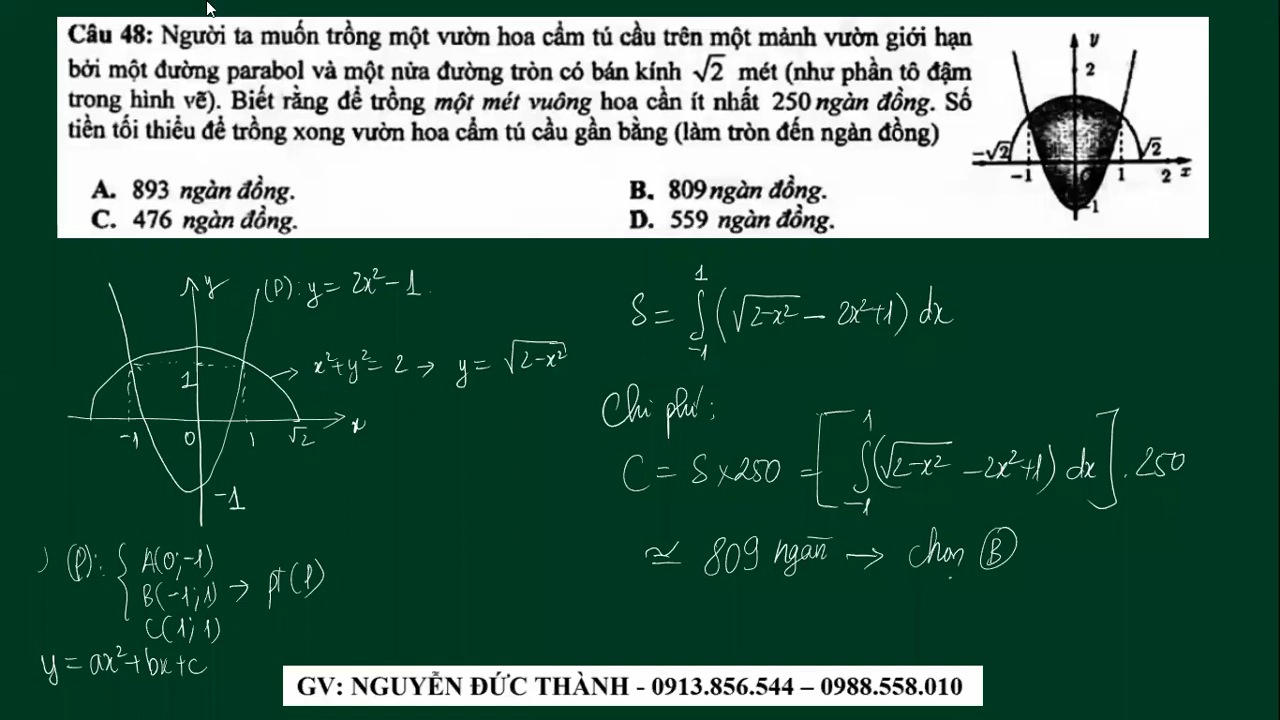 Câu 48: Người ta muốn trồng một vườn hoa cẩm tú cầu trên một mảnh vườn giới hạn
bởi một đường parabol và một nửa đường tròn có bán kính √2 mét (như phần tô đậm
trong hình vẽ). Biết rằng để trồng một mét vuông hoa cần ít nhất 250 ngàn đồng. Số
tiền tối thiểu để trồng xong vườn hoa cẩm tú cầu gần bằng (làm tròn đến ngàn đồng)
A. 893 ngàn đồng.
B. 809 ngàn đồng.
C. 476 ngàn đồng.
D. 559 ngàn đồng.
y
2
-√2
√2
-1
1
2
x
-1
y
(P): y = 2x² - 1
x² + y² = 2 → y = √(2-x²)
1
-1
0
1
√2
x
-1
(P): { A(0; -1)
B(-1; 1) → pt (P)
C(1; 1)
y = ax² + bx + c
S = ∫_{-1}^{1} (√(2-x²) - 2x² + 1) dx
Chi phí:
C = S × 250 = [∫_{-1}^{1} (√(2-x²) - 2x² + 1) dx] . 250
≃ 809 ngàn → chọn B
GV: NGUYỄN ĐỨC THÀNH - 0913.856.544 – 0988.558.010